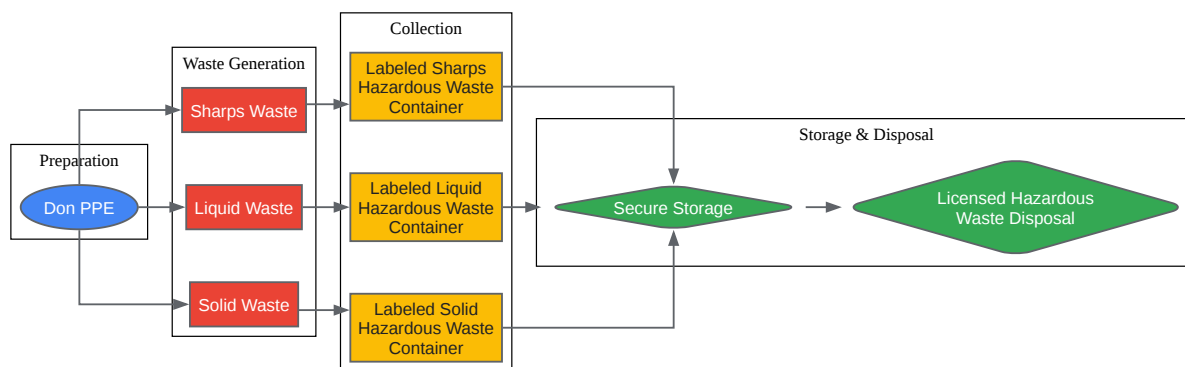 Preparation
Don PPE
Waste Generation
Sharps Waste
Liquid Waste
Solid Waste
Collection
Labeled Sharps
Hazardous Waste
Container
Labeled Liquid
Hazardous Waste
Container
Labeled Solid
Hazardous Waste
Container
Storage & Disposal
Secure Storage
Licensed Hazardous
Waste Disposal